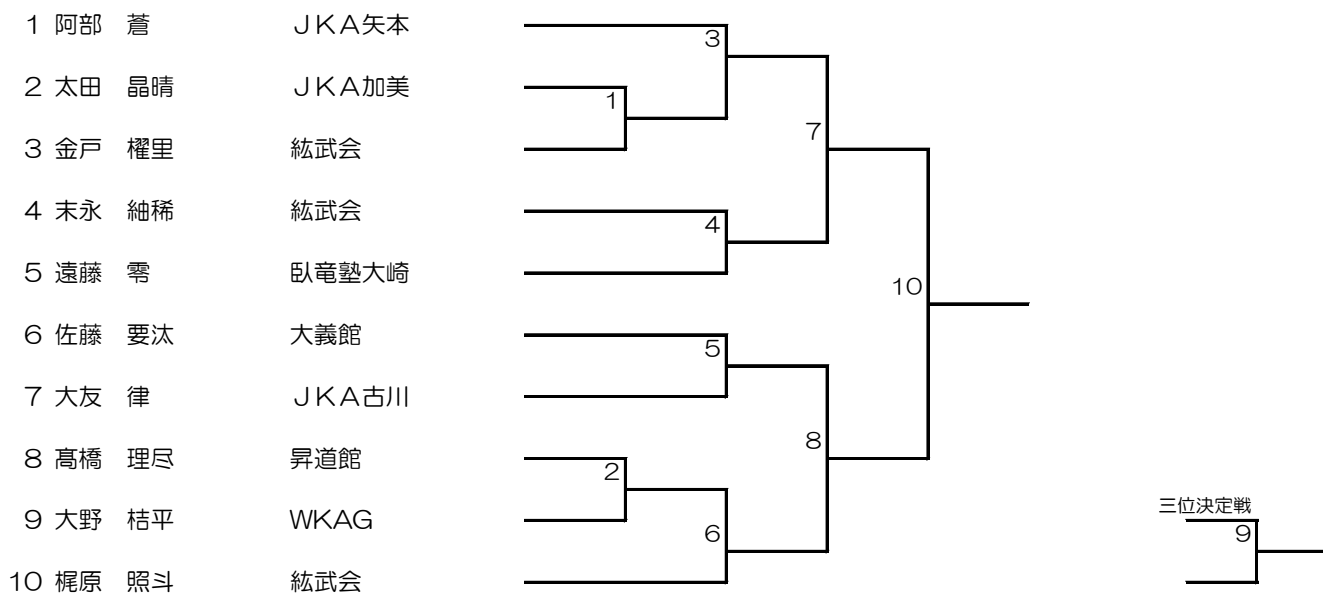 1 阿部 蒼 JKA矢本
3
2 太田 晶晴 JKA加美
1
7
3 金戸 櫂里 紘武会
4 末永 紬稀 紘武会
4
5 遠藤 零 臥竜塾大崎
10
6 佐藤 要汰 大義館
5
7 大友 律 JKA古川
8
8 髙橋 理尽 昇道館
2
三位決定戦
9 大野 桔平 WKAG
6
9
10 梶原 照斗 紘武会